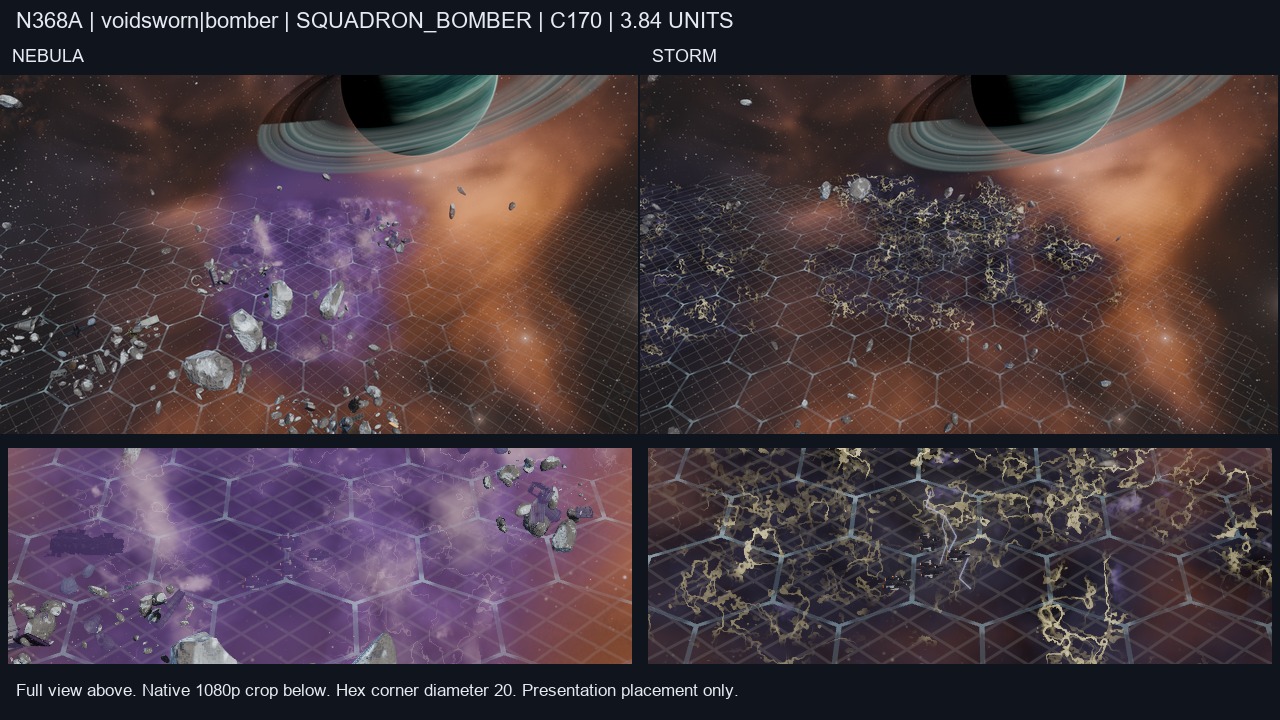 N368A | voidsworn|bomber | SQUADRON_BOMBER | C170 | 3.84 UNITS
NEBULA
STORM
Full view above. Native 1080p crop below. Hex corner diameter 20. Presentation placement only.